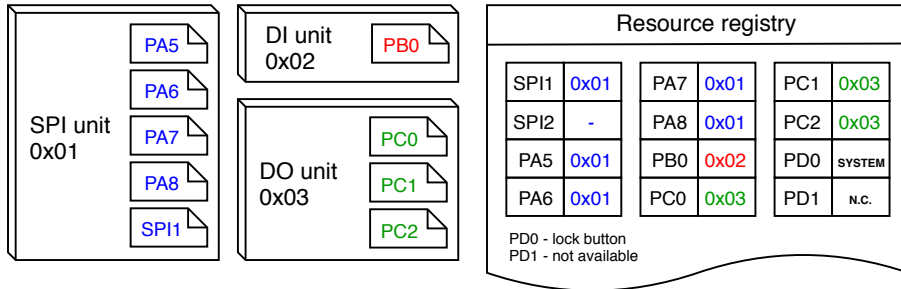 SPI unit
0x01
PA5
PA6
PA7
PA8
SPI1
DI unit
0x02
PB0
DO unit
0x03
PC0
PC1
PC2
Resource registry
SPI1 0x01 PA7 0x01 PC1 0x03
SPI2 - PA8 0x01 PC2 0x03
PA5 0x01 PB0 0x02 PD0 SYSTEM
PA6 0x01 PC0 0x03 PD1 N.C.
PD0 - lock button
PD1 - not available